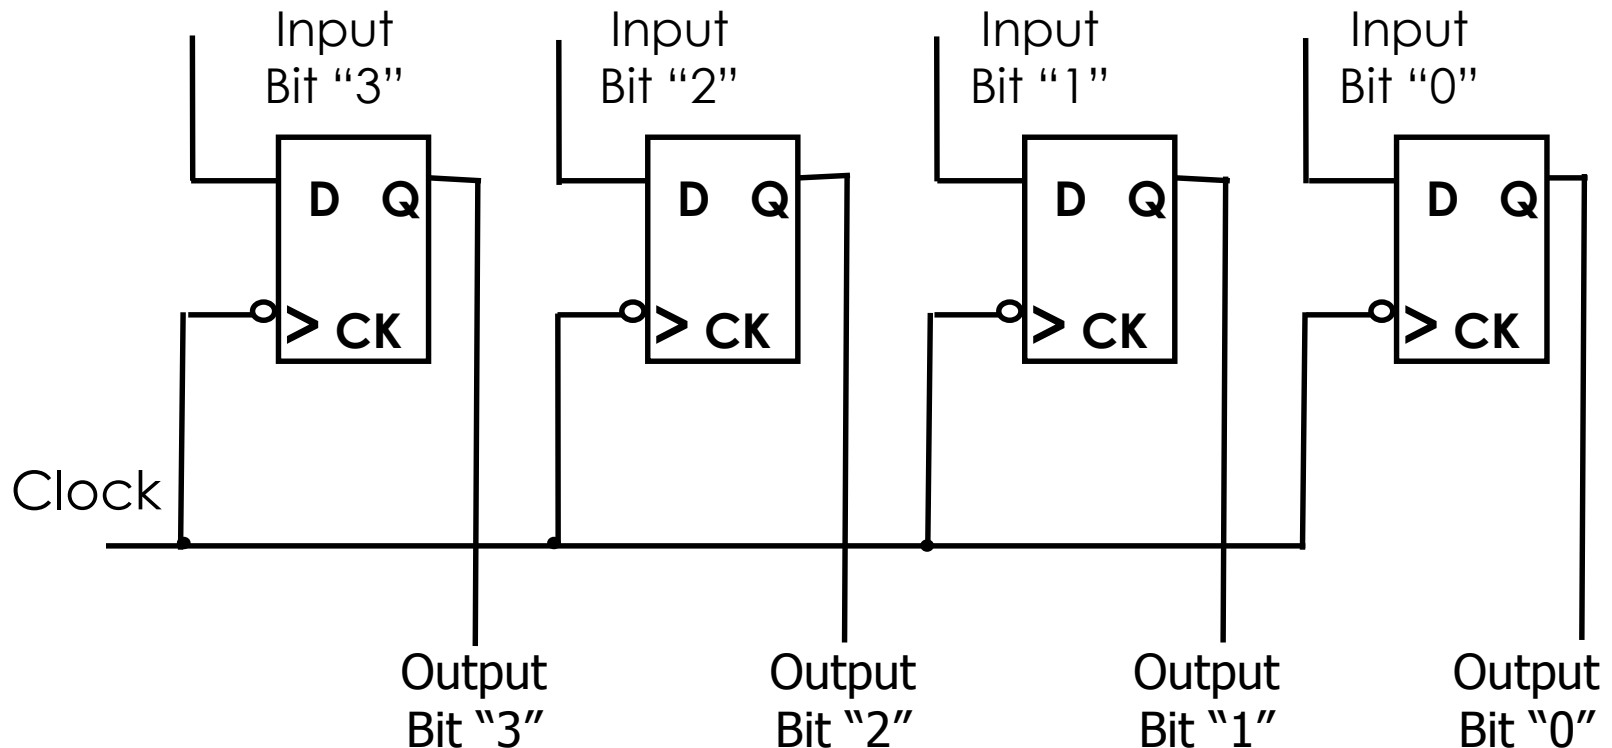 Input
Bit “3”
Input
Bit “2”
Input
Bit “1”
Input
Bit “0”
D Q
> CK
D Q
> CK
D Q
> CK
D Q
> CK
Clock
Output
Bit “3”
Output
Bit “2”
Output
Bit “1”
Output
Bit “0”